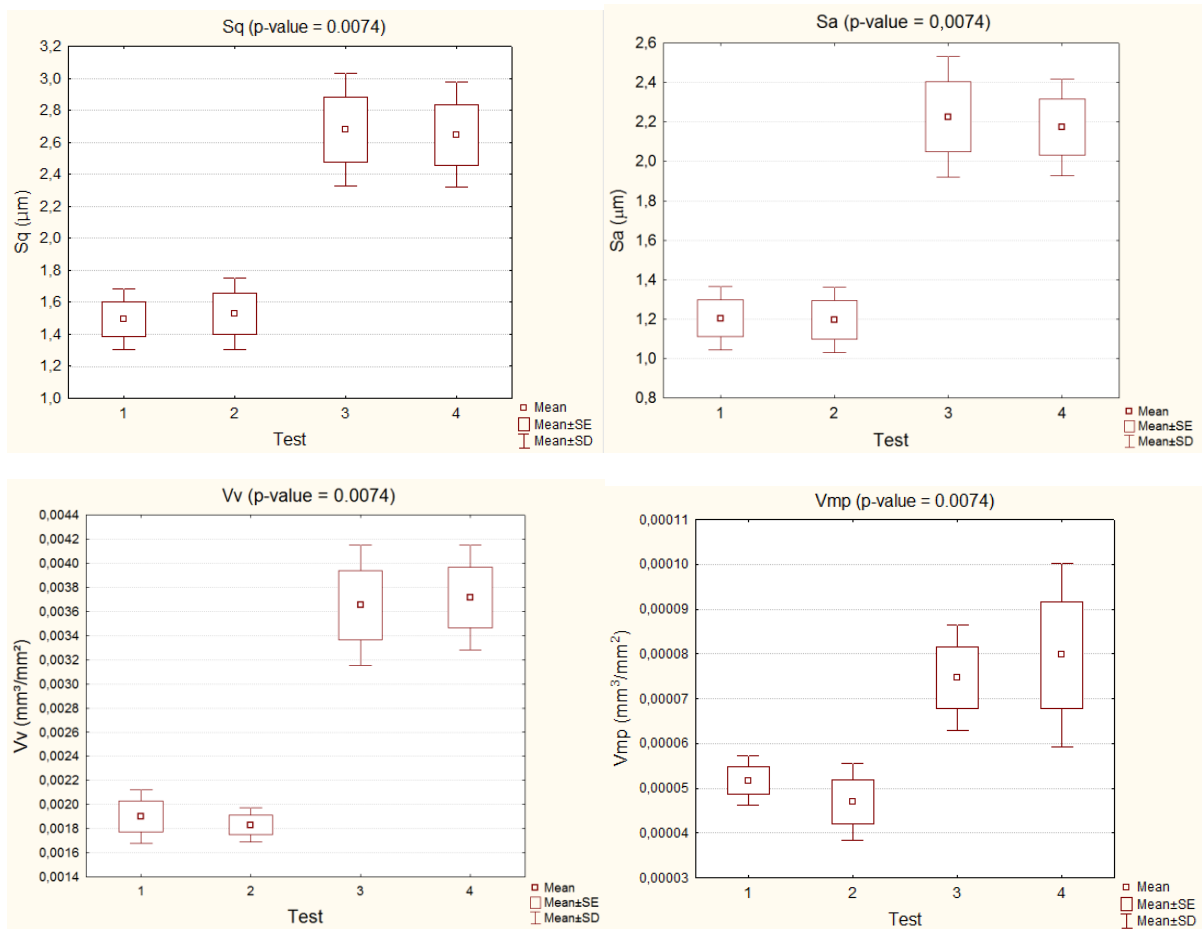 Sq (p-value = 0.0074)
3,2
3,0
2,8
2,6
2,4
2,2
2,0
1,8
1,6
1,4
1,2
1,0
Sq (µm)
1 2 3 4
Test
Mean
Mean±SE
Mean±SD
Sa (p-value = 0,0074)
2,6
2,4
2,2
2,0
1,8
1,6
1,4
1,2
1,0
0,8
Sa (µm)
1 2 3 4
Test
Mean
Mean±SE
Mean±SD
Vv (p-value = 0.0074)
0,0044
0,0042
0,0040
0,0038
0,0036
0,0034
0,0032
0,0030
0,0028
0,0026
0,0024
0,0022
0,0020
0,0018
0,0016
0,0014
Vv (mm³/mm²)
1 2 3 4
Test
Mean
Mean±SE
Mean±SD
Vmp (p-value = 0.0074)
0,00011
0,00010
0,00009
0,00008
0,00007
0,00006
0,00005
0,00004
0,00003
Vmp (mm³/mm²)
1 2 3 4
Test
Mean
Mean±SE
Mean±SD